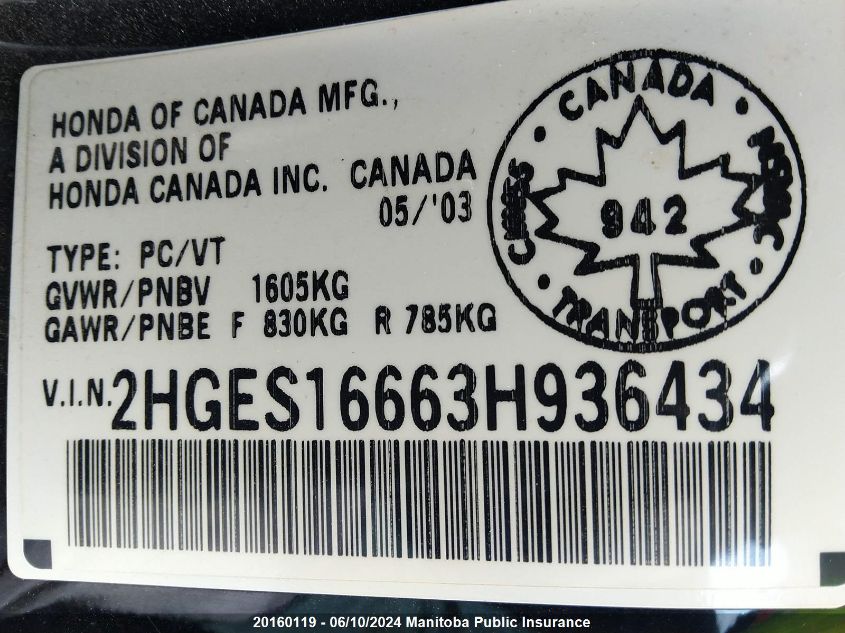 HONDA OF CANADA MFG.,
A DIVISION OF
HONDA CANADA INC. CANADA
05/'03
TYPE: PC/VT
GVWR/PNBV 1605KG
GAWR/PNBE F 830KG R 785KG
V.I.N. 2HGES16663H936434
• CANADA •
942
• TRANSPORT •
20160119 - 06/10/2024 Manitoba Public Insurance